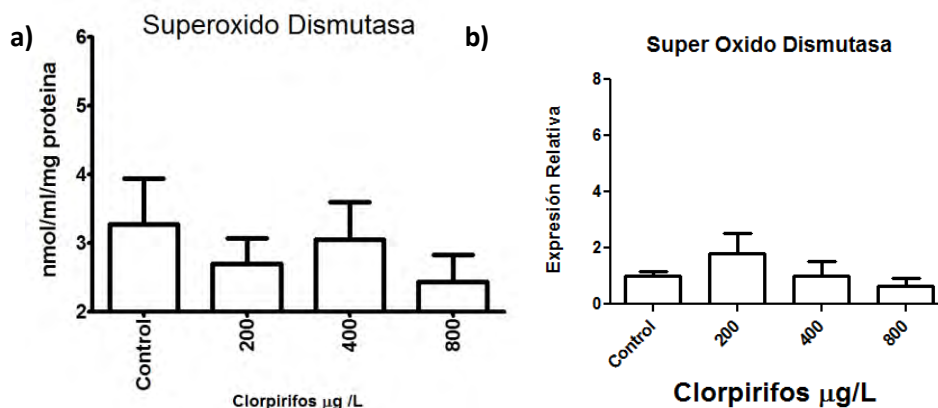 a)
Superoxido Dismutasa
nmol/ml/mg proteina
6
5
4
3
2
Control
200
400
800
Clorpirifos µg /L
b)
Super Oxido Dismutasa
Expresión Relativa
8
6
4
2
0
Control
200
400
800
Clorpirifos µg/L